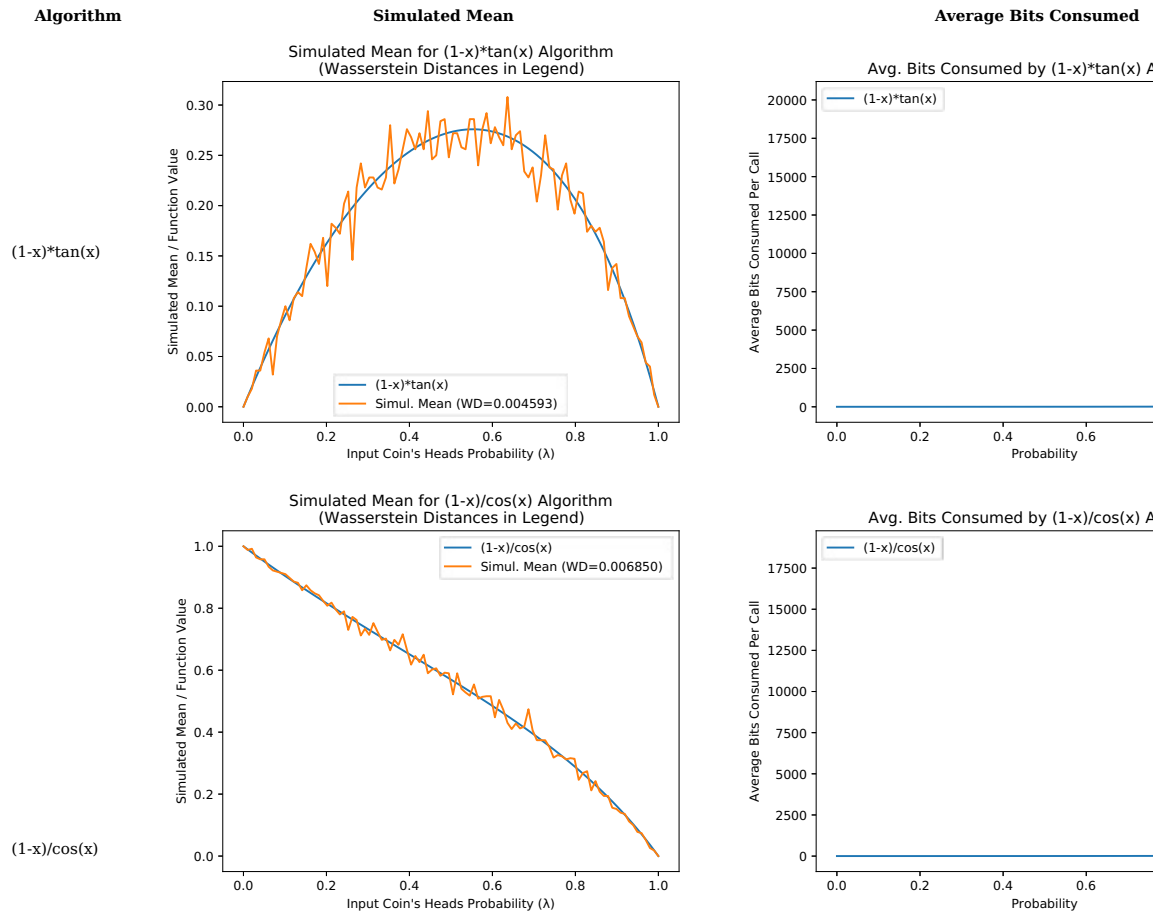 Algorithm
Simulated Mean
Average Bits Consumed
(1-x)*tan(x)
Simulated Mean for (1-x)*tan(x) Algorithm
(Wasserstein Distances in Legend)
Simulated Mean / Function Value
0.30
0.25
0.20
0.15
0.10
0.05
0.00
(1-x)*tan(x)
Simul. Mean (WD=0.004593)
0.0 0.2 0.4 0.6 0.8 1.0
Input Coin's Heads Probability (λ)
Avg. Bits Consumed by (1-x)*tan(x) A
(1-x)*tan(x)
Average Bits Consumed Per Call
20000
17500
15000
12500
10000
7500
5000
2500
0
0.0 0.2 0.4 0.6
Probability
(1-x)/cos(x)
Simulated Mean for (1-x)/cos(x) Algorithm
(Wasserstein Distances in Legend)
Simulated Mean / Function Value
(1-x)/cos(x)
Simul. Mean (WD=0.006850)
1.0
0.8
0.6
0.4
0.2
0.0
0.0 0.2 0.4 0.6 0.8 1.0
Input Coin's Heads Probability (λ)
Avg. Bits Consumed by (1-x)/cos(x) A
(1-x)/cos(x)
Average Bits Consumed Per Call
17500
15000
12500
10000
7500
5000
2500
0
0.0 0.2 0.4 0.6
Probability